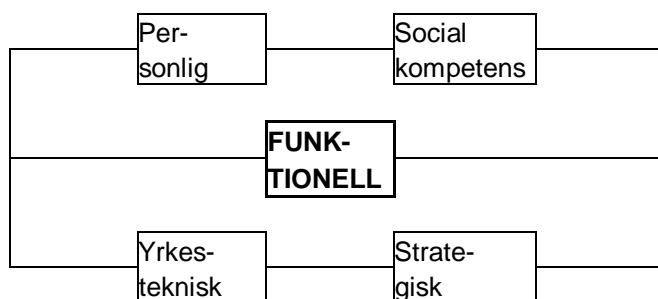 Per-
sonlig
Social
kompetens
FUNK-
TIONELL
Yrkes-
teknisk
Strate-
gisk